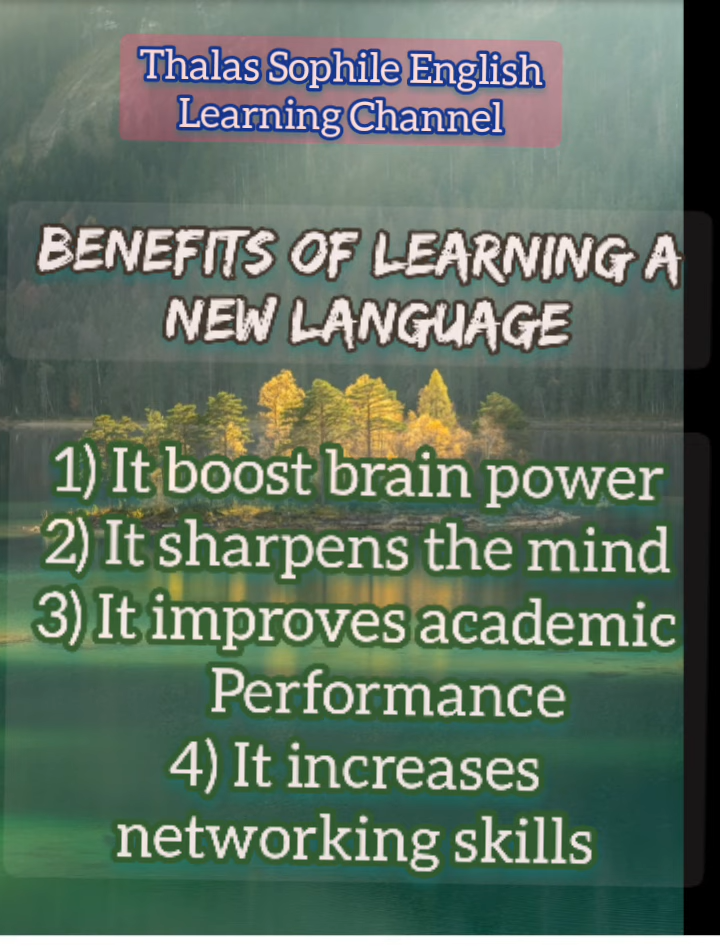 Thalas Sophile English
Learning Channel
BENEFITS OF LEARNING A
NEW LANGUAGE
1) It boost brain power
2) It sharpens the mind
3) It improves academic
Performance
4) It increases
networking skills